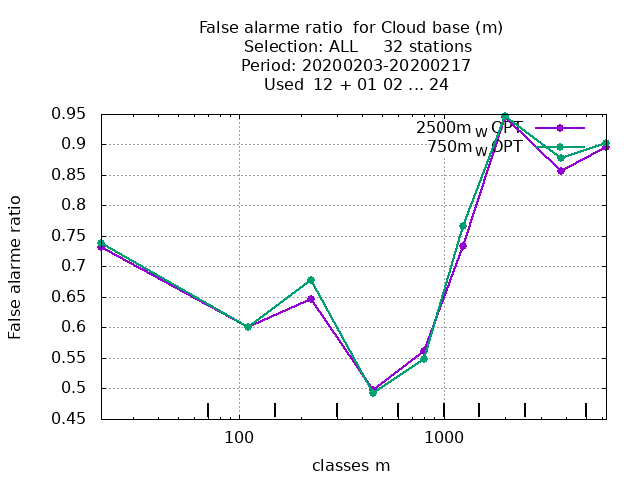 False alarme ratio  for Cloud base (m)
Selection: ALL     32 stations
Period: 20200203-20200217
Used  12 + 01 02 ... 24
0.95
0.9
0.85
0.8
0.75
0.7
0.65
0.6
0.55
0.5
0.45
False alarme ratio
2500m W OPT
750m W OPT
100
1000
classes m